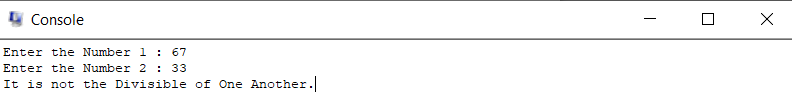 Console
Enter the Number 1 : 67
Enter the Number 2 : 33
It is not the Divisible of One Another.